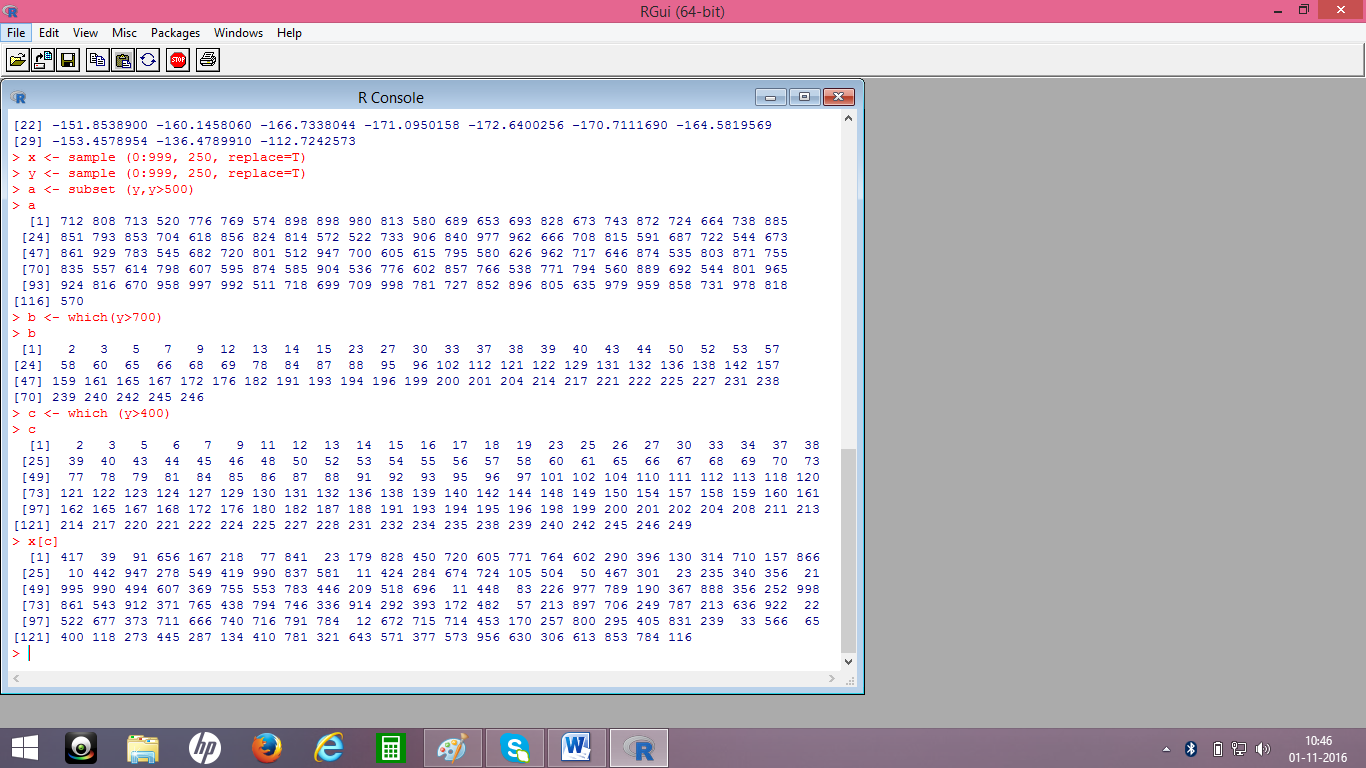 RGui (64-bit)
File Edit View Misc Packages Windows Help
STOP
R Console
[22] -151.8538900 -160.1458060 -166.7338044 -171.0950158 -172.6400256 -170.7111690 -164.5819569
[29] -153.4578954 -136.4789910 -112.7242573
> x <- sample (0:999, 250, replace=T)
> y <- sample (0:999, 250, replace=T)
> a <- subset (y,y>500)
> a
[1] 712 808 713 520 776 769 574 898 898 980 813 580 689 653 693 828 673 743 872 724 664 738 885
[24] 851 793 853 704 618 856 824 814 572 522 733 906 840 977 962 666 708 815 591 687 722 544 673
[47] 861 929 783 545 682 720 801 512 947 700 605 615 795 580 626 962 717 646 874 535 803 871 755
[70] 835 557 614 798 607 595 874 585 904 536 776 602 857 766 538 771 794 560 889 692 544 801 965
[93] 924 816 670 958 997 992 511 718 699 709 998 781 727 852 896 805 635 979 959 858 731 978 818
[116] 570
> b <- which(y>700)
> b
[1] 2 3 5 7 9 12 13 14 15 23 27 30 33 37 38 39 40 43 44 50 52 53 57
[24] 58 60 65 66 68 69 78 84 87 88 95 96 102 112 121 122 129 131 132 136 138 142 157
[47] 159 161 165 167 172 176 182 191 193 194 196 199 200 201 204 214 217 221 222 225 227 231 238
[70] 239 240 242 245 246
> c <- which (y>400)
> c
[1] 2 3 5 6 7 9 11 12 13 14 15 16 17 18 19 23 25 26 27 30 33 34 37 38
[25] 39 40 43 44 45 46 48 50 52 53 54 55 56 57 58 60 61 65 66 67 68 69 70 73
[49] 77 78 79 81 84 85 86 87 88 91 92 93 95 96 97 101 102 104 110 111 112 113 118 120
[73] 121 122 123 124 127 129 130 131 132 136 138 139 140 142 144 148 149 150 154 157 158 159 160 161
[97] 162 165 167 168 172 176 180 182 187 188 191 193 194 195 196 198 199 200 201 202 204 208 211 213
[121] 214 217 220 221 222 224 225 227 228 231 232 234 235 238 239 240 242 245 246 249
> x[c]
[1] 417 39 91 656 167 218 77 841 23 179 828 450 720 605 771 764 602 290 396 130 314 710 157 866
[25] 10 442 947 278 549 419 990 837 581 11 424 284 674 724 105 504 50 467 301 23 235 340 356 21
[49] 995 990 494 607 369 755 553 783 446 209 518 696 11 448 83 226 977 789 190 367 888 356 252 998
[73] 861 543 912 371 765 438 794 746 336 914 292 393 172 482 57 213 897 706 249 787 213 636 922 22
[97] 522 677 373 711 666 740 716 791 784 12 672 715 714 453 170 257 800 295 405 831 239 33 566 65
[121] 400 118 273 445 287 134 410 781 321 643 571 377 573 956 630 306 613 853 784 116
>
10:46
01-11-2016